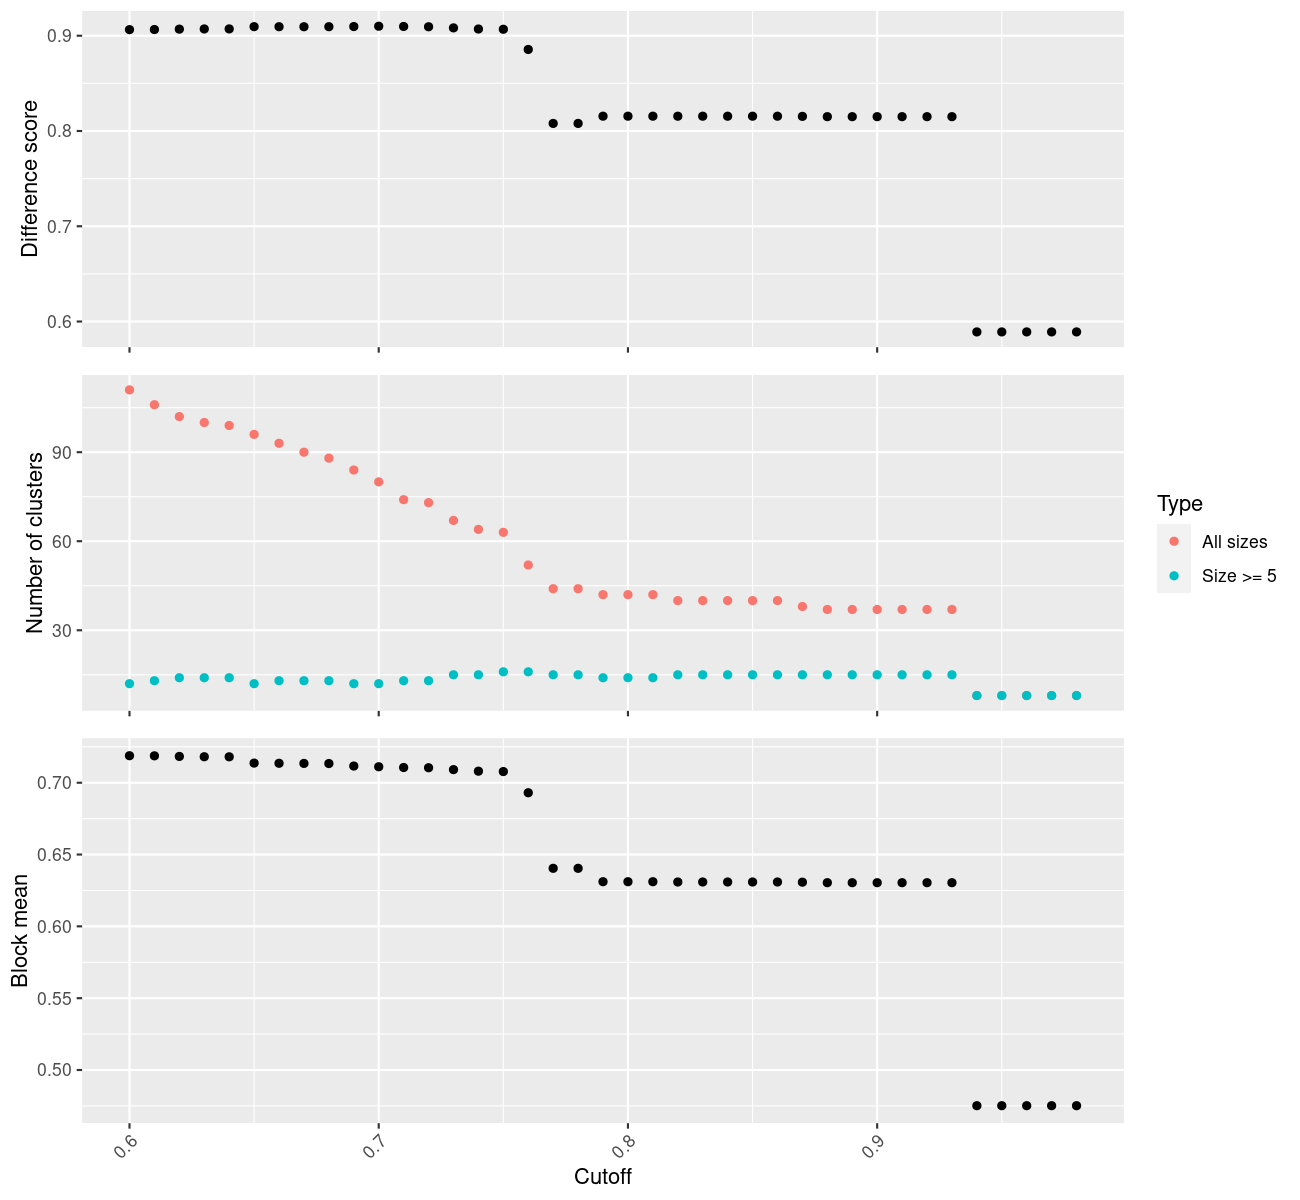 Difference score
0.9
0.8
0.7
0.6
Number of clusters
90
60
30
Type
All sizes
Size >= 5
Block mean
0.70
0.65
0.60
0.55
0.50
0.6
0.7
0.8
0.9
Cutoff